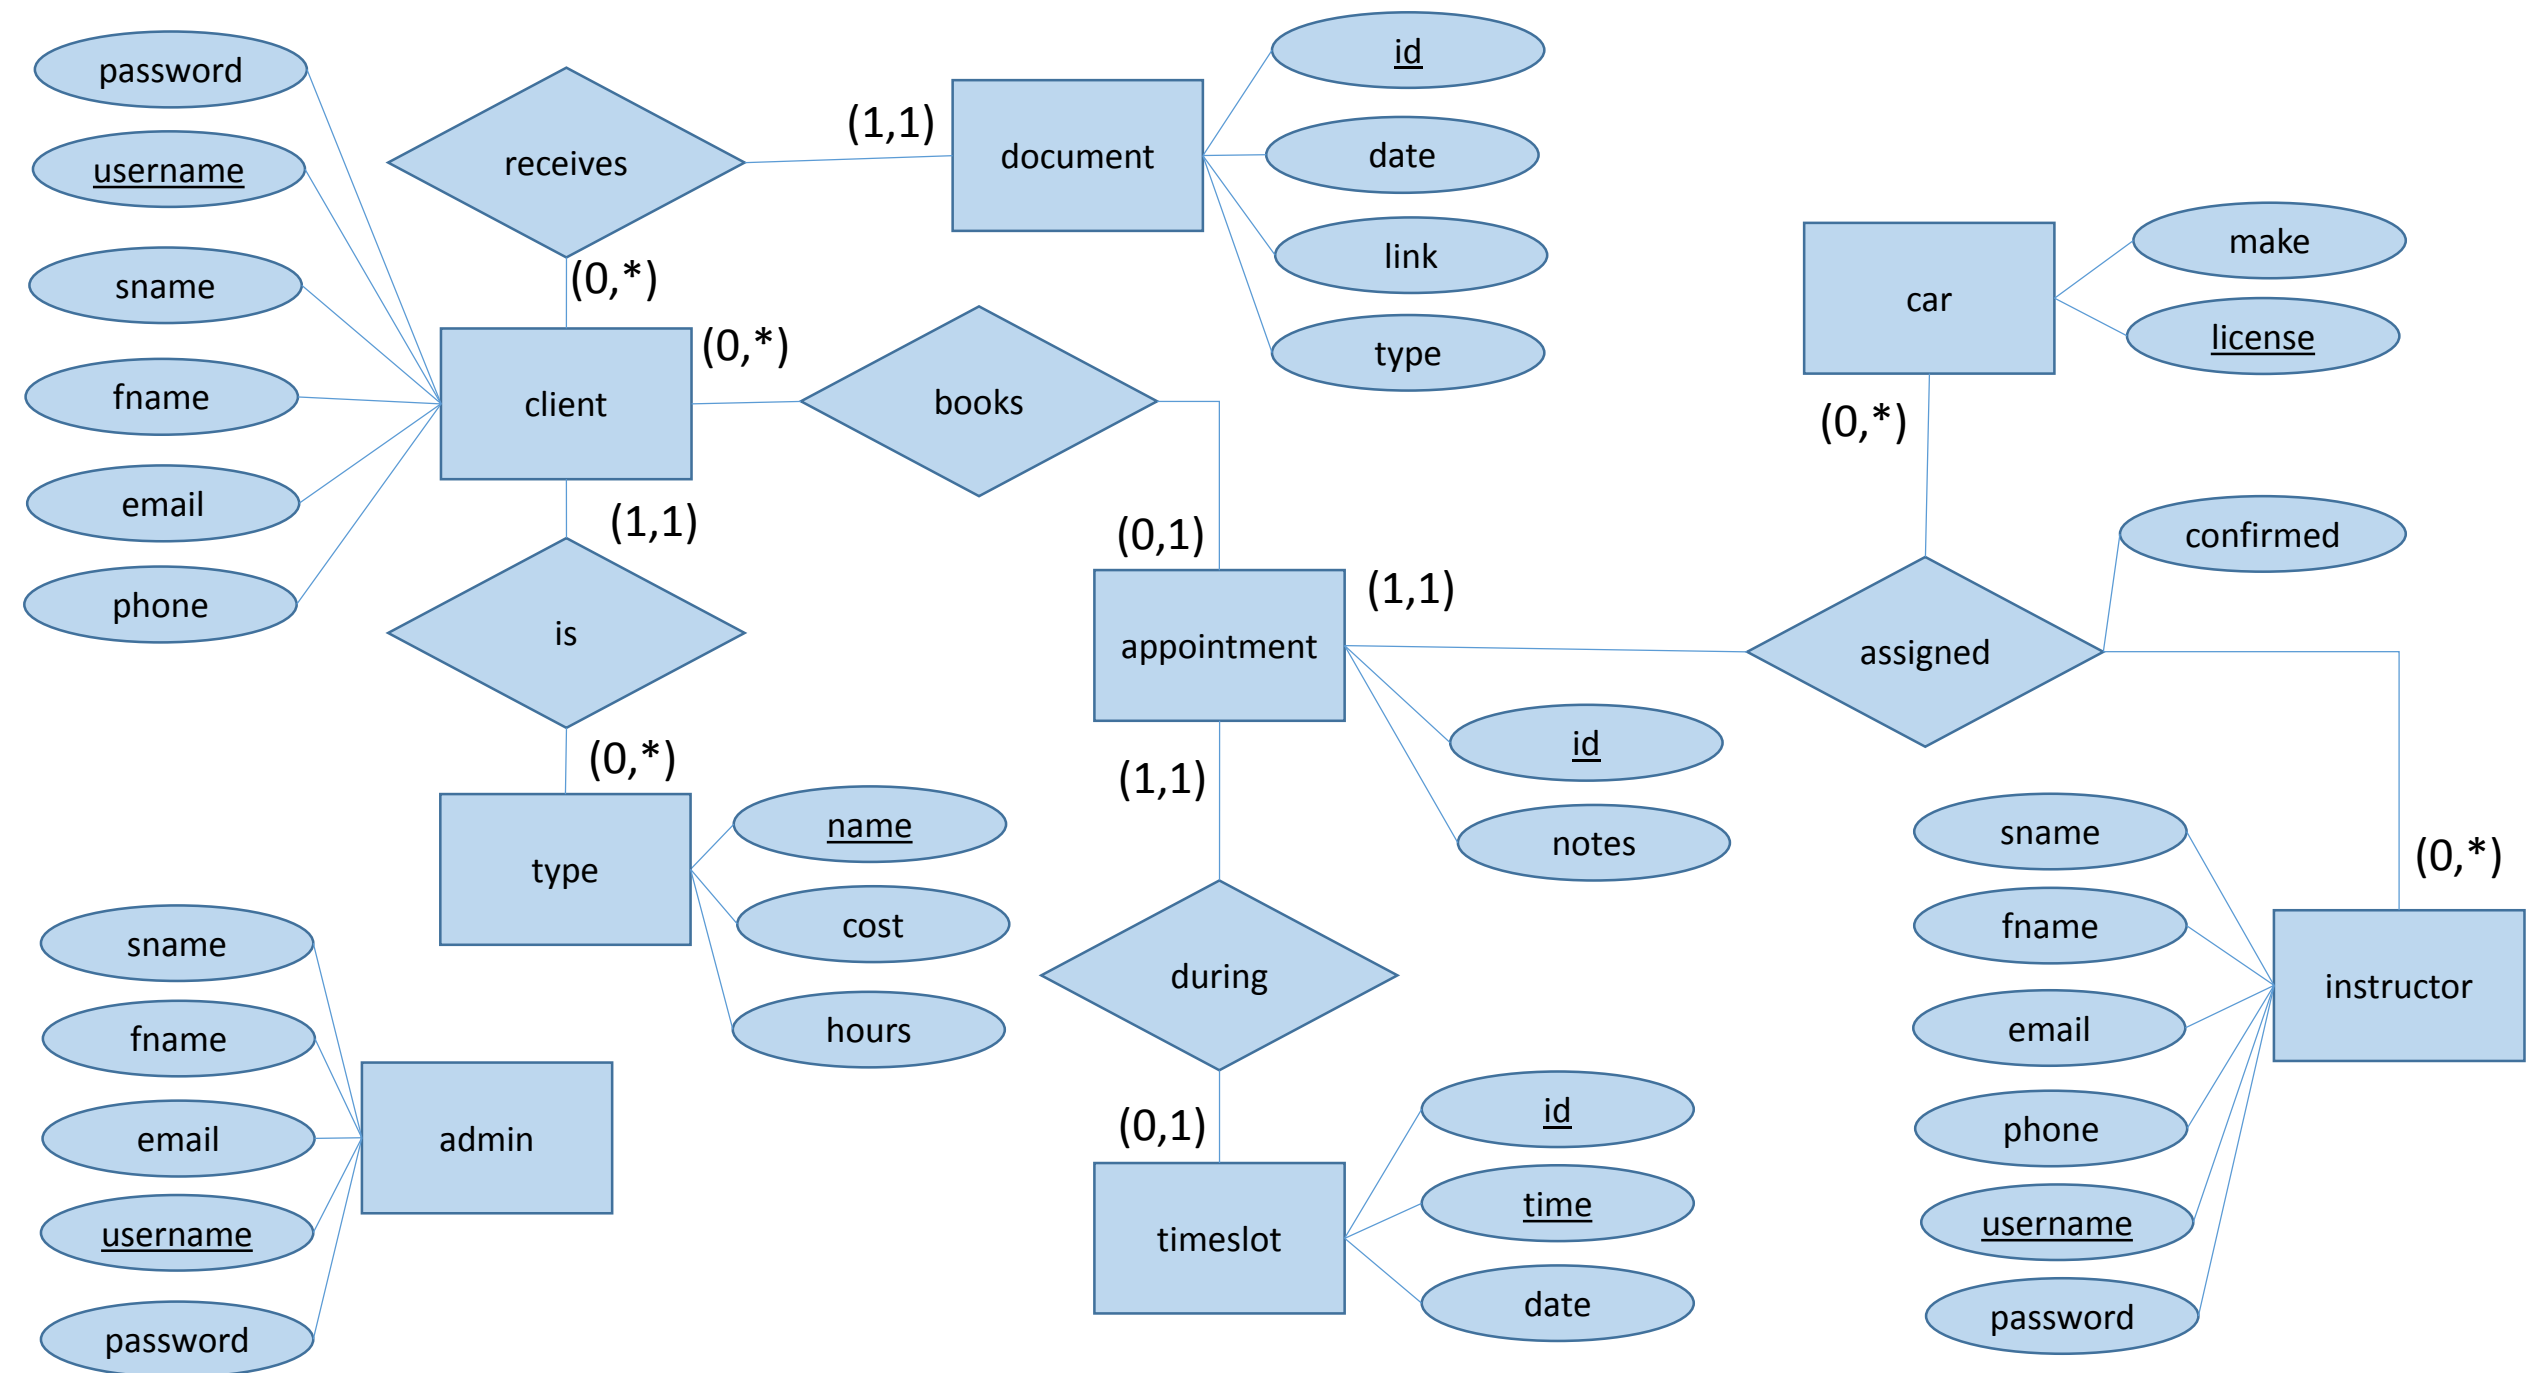 password
username
sname
fname
email
phone
receives
(1,1)
document
id
date
link
type
(0,*)
client
(0,*)
books
(1,1)
is
(0,*)
type
name
cost
hours
sname
fname
email
username
password
admin
(0,1)
appointment
(1,1)
id
notes
(1,1)
during
(0,1)
timeslot
id
time
date
car
make
license
(0,*)
confirmed
assigned
(0,*)
sname
fname
email
phone
username
password
instructor